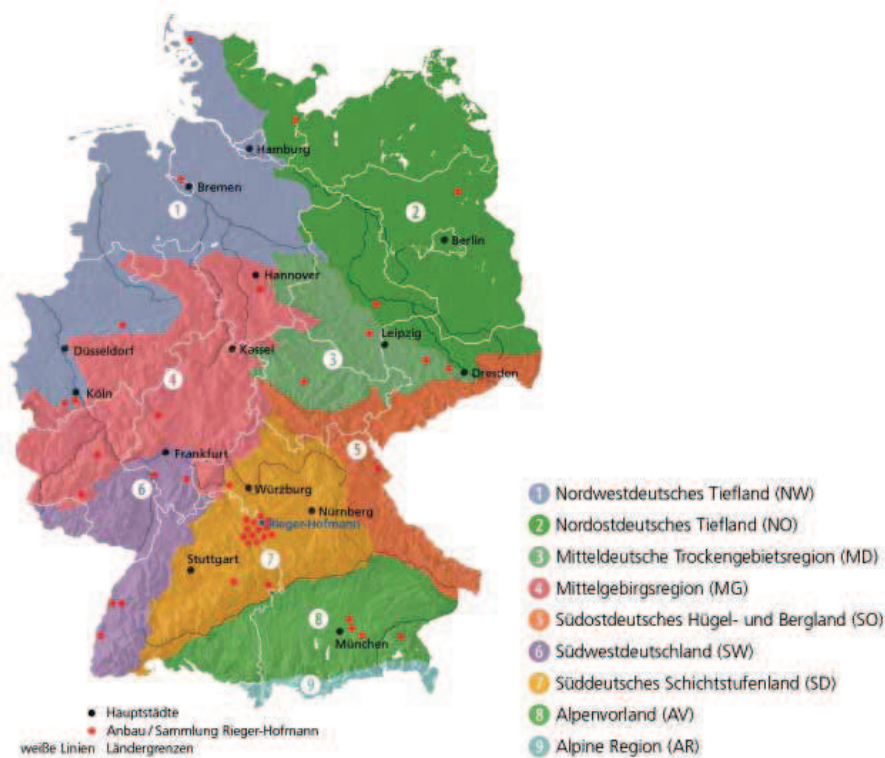 Hamburg
Bremen
1
2
Berlin
Hannover
Düsseldorf
Kassel
Leipzig
3
Dresden
4
Köln
Frankfurt
5
6
Würzburg
Nürnberg
Rieger-Hofmann
Stuttgart
7
8
München
9
1 Nordwestdeutsches Tiefland (NW)
2 Nordostdeutsches Tiefland (NO)
3 Mitteldeutsche Trockengebietsregion (MD)
4 Mittelgebirgsregion (MG)
5 Südostdeutsches Hügel- und Bergland (SO)
6 Südwestdeutschland (SW)
7 Süddeutsches Schichtstufenland (SD)
8 Alpenvorland (AV)
9 Alpine Region (AR)
Hauptstädte
Anbau / Sammlung Rieger-Hofmann
weiße Linien Ländergrenzen